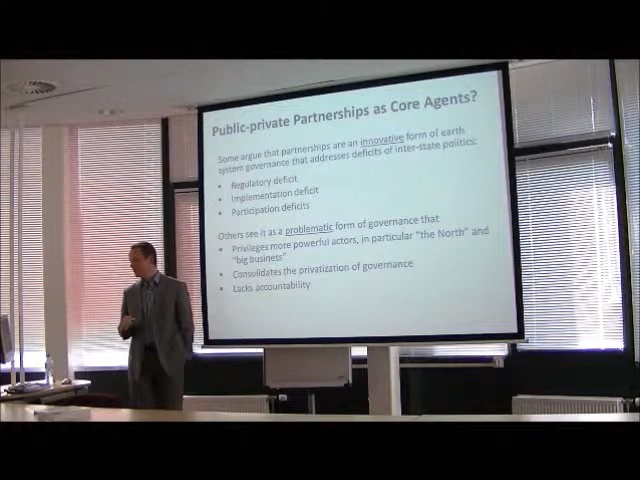 Public-private Partnerships as Core Agents?
Some argue that partnerships are an innovative form of earth
system governance that addresses deficits of inter-state politics:
• Regulatory deficit
• Implementation deficit
• Participation deficits
Others see it as a problematic form of governance that
• Privileges more powerful actors, in particular “the North” and
“big business”
• Consolidates the privatization of governance
• Lacks accountability